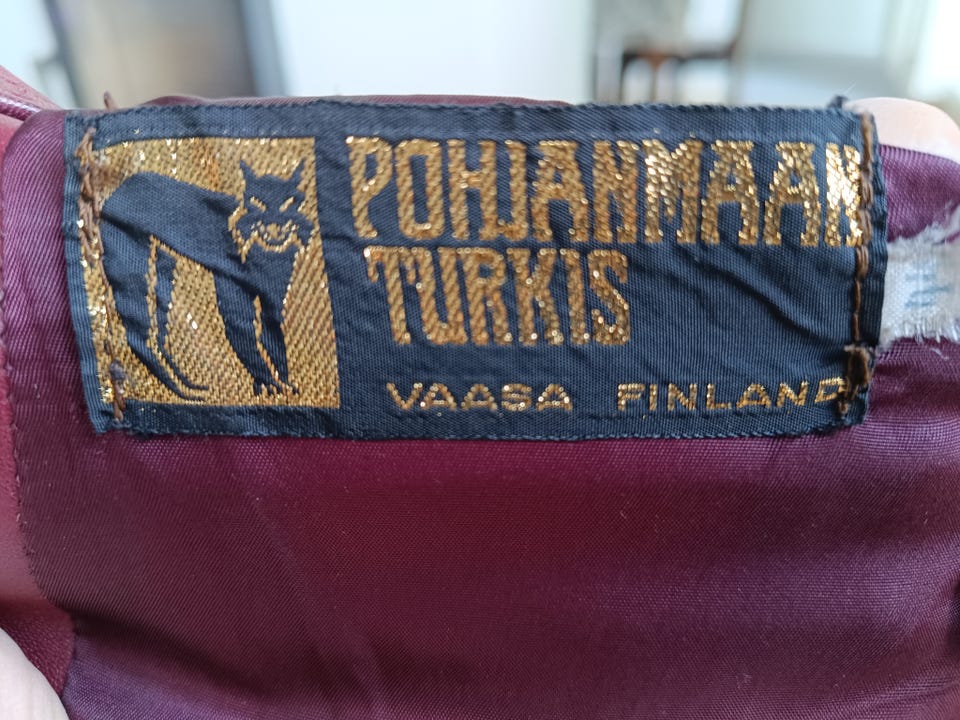 POHJANMAAN
TURKIS
VAASA FINLAND